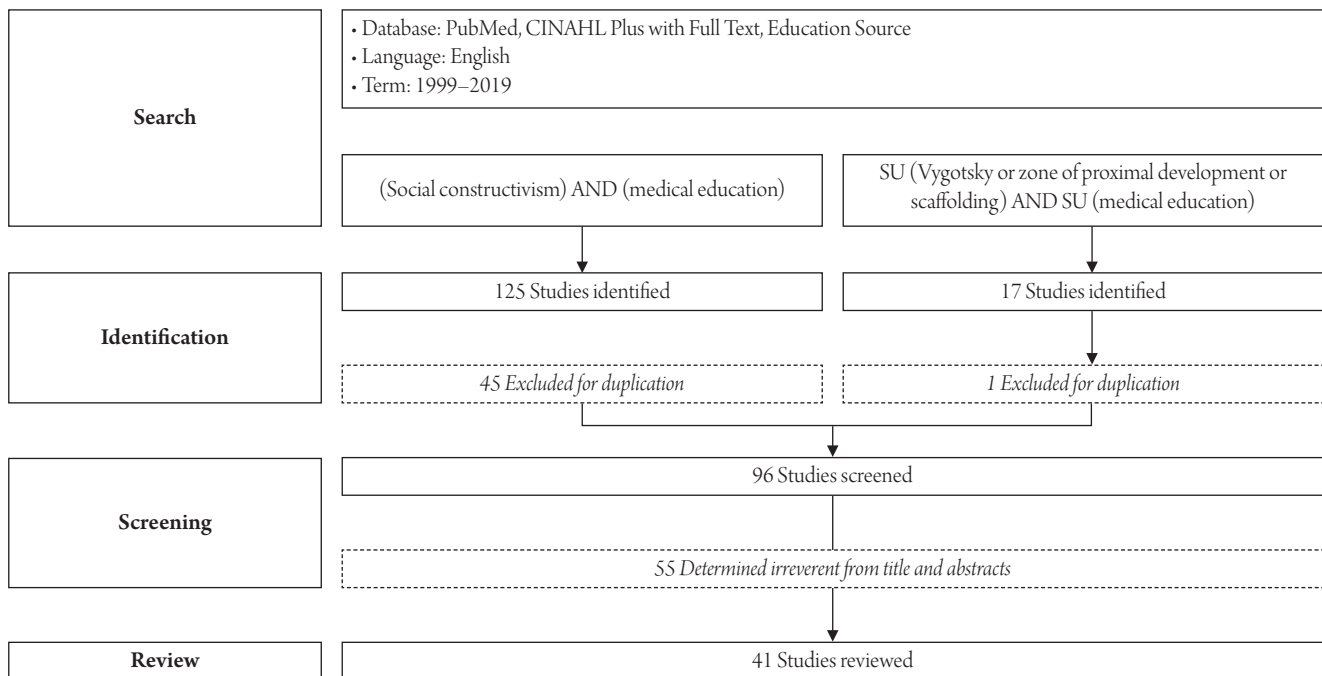 Search
• Database: PubMed, CINAHL Plus with Full Text, Education Source
• Language: English
• Term: 1999–2019
(Social constructivism) AND (medical education)
SU (Vygotsky or zone of proximal development or
scaffolding) AND SU (medical education)
Identification
125 Studies identified
17 Studies identified
45 Excluded for duplication
1 Excluded for duplication
Screening
96 Studies screened
55 Determined irreverent from title and abstracts
Review
41 Studies reviewed